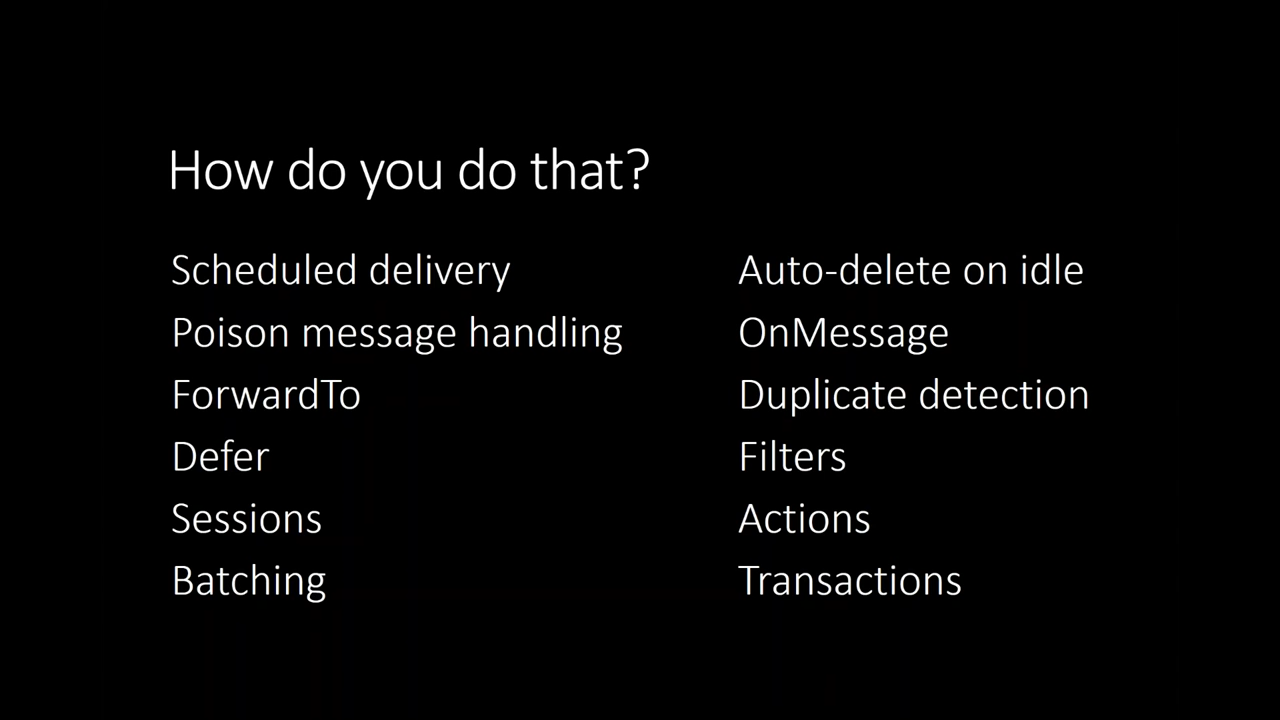 How do you do that?
Scheduled delivery
Poison message handling
ForwardTo
Defer
Sessions
Batching
Auto-delete on idle
OnMessage
Duplicate detection
Filters
Actions
Transactions